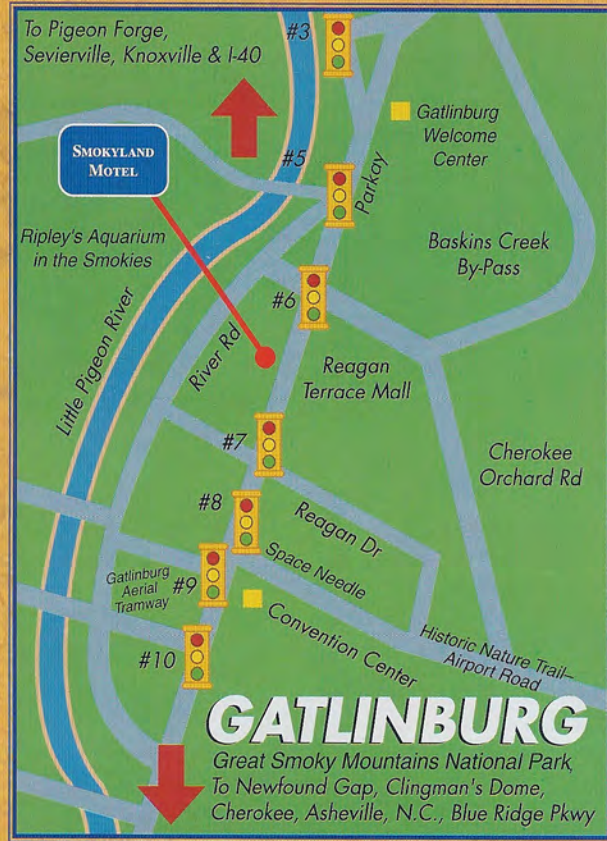 To Pigeon Forge,
Sevierville, Knoxville & I-40
#3
Gatlinburg
Welcome
Center
SMOKYLAND
MOTEL
#5
Parkay
Ripley's Aquarium
in the Smokies
Baskins Creek
By-Pass
#6
Little Pigeon River
River Rd
Reagan
Terrace Mall
#7
Cherokee
Orchard Rd
#8
Reagan Dr
Space Needle
Gatlinburg
Aerial
Tramway
#9
Convention Center
Historic Nature Trail–
Airport Road
#10
GATLINBURG
Great Smoky Mountains National Park
To Newfound Gap, Clingman's Dome,
Cherokee, Asheville, N.C., Blue Ridge Pkwy